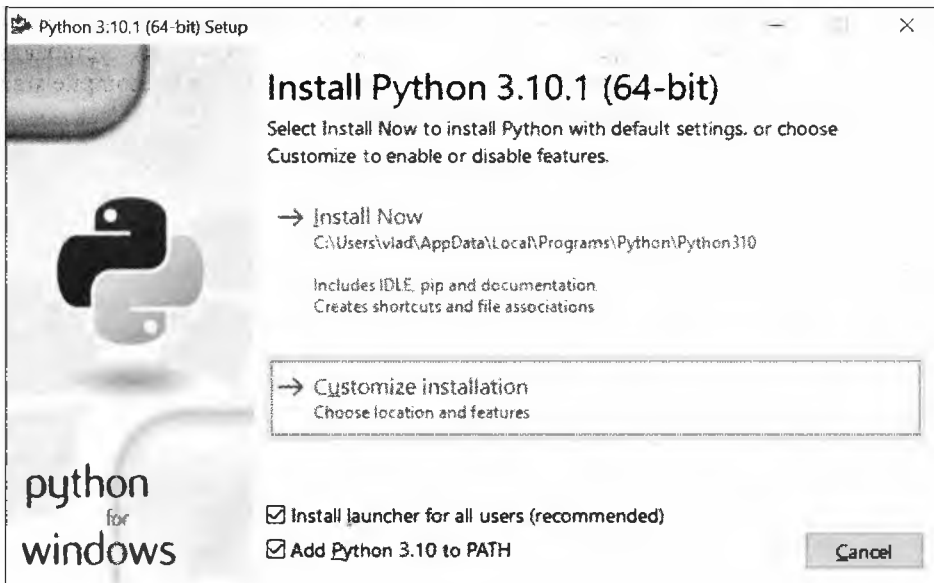 Python 3.10.1 (64-bit) Setup
Install Python 3.10.1 (64-bit)
Select Install Now to install Python with default settings, or choose
Customize to enable or disable features.
Install Now
C:\Users\vlad\AppData\Local\Programs\Python\Python310
Includes IDLE, pip and documentation
Creates shortcuts and file associations
Customize installation
Choose location and features
python
for
windows
Install launcher for all users (recommended)
Add Python 3.10 to PATH
Cancel